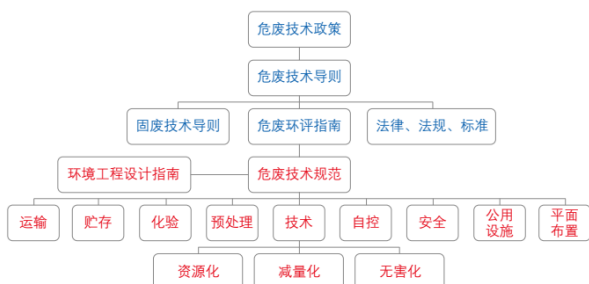 危废技术政策
危废技术导则
固废技术导则
危废环评指南
法律、法规、标准
环境工程设计指南
危废技术规范
运输
贮存
化验
预处理
技术
自控
安全
公用
设施
平面
布置
资源化
减量化
无害化